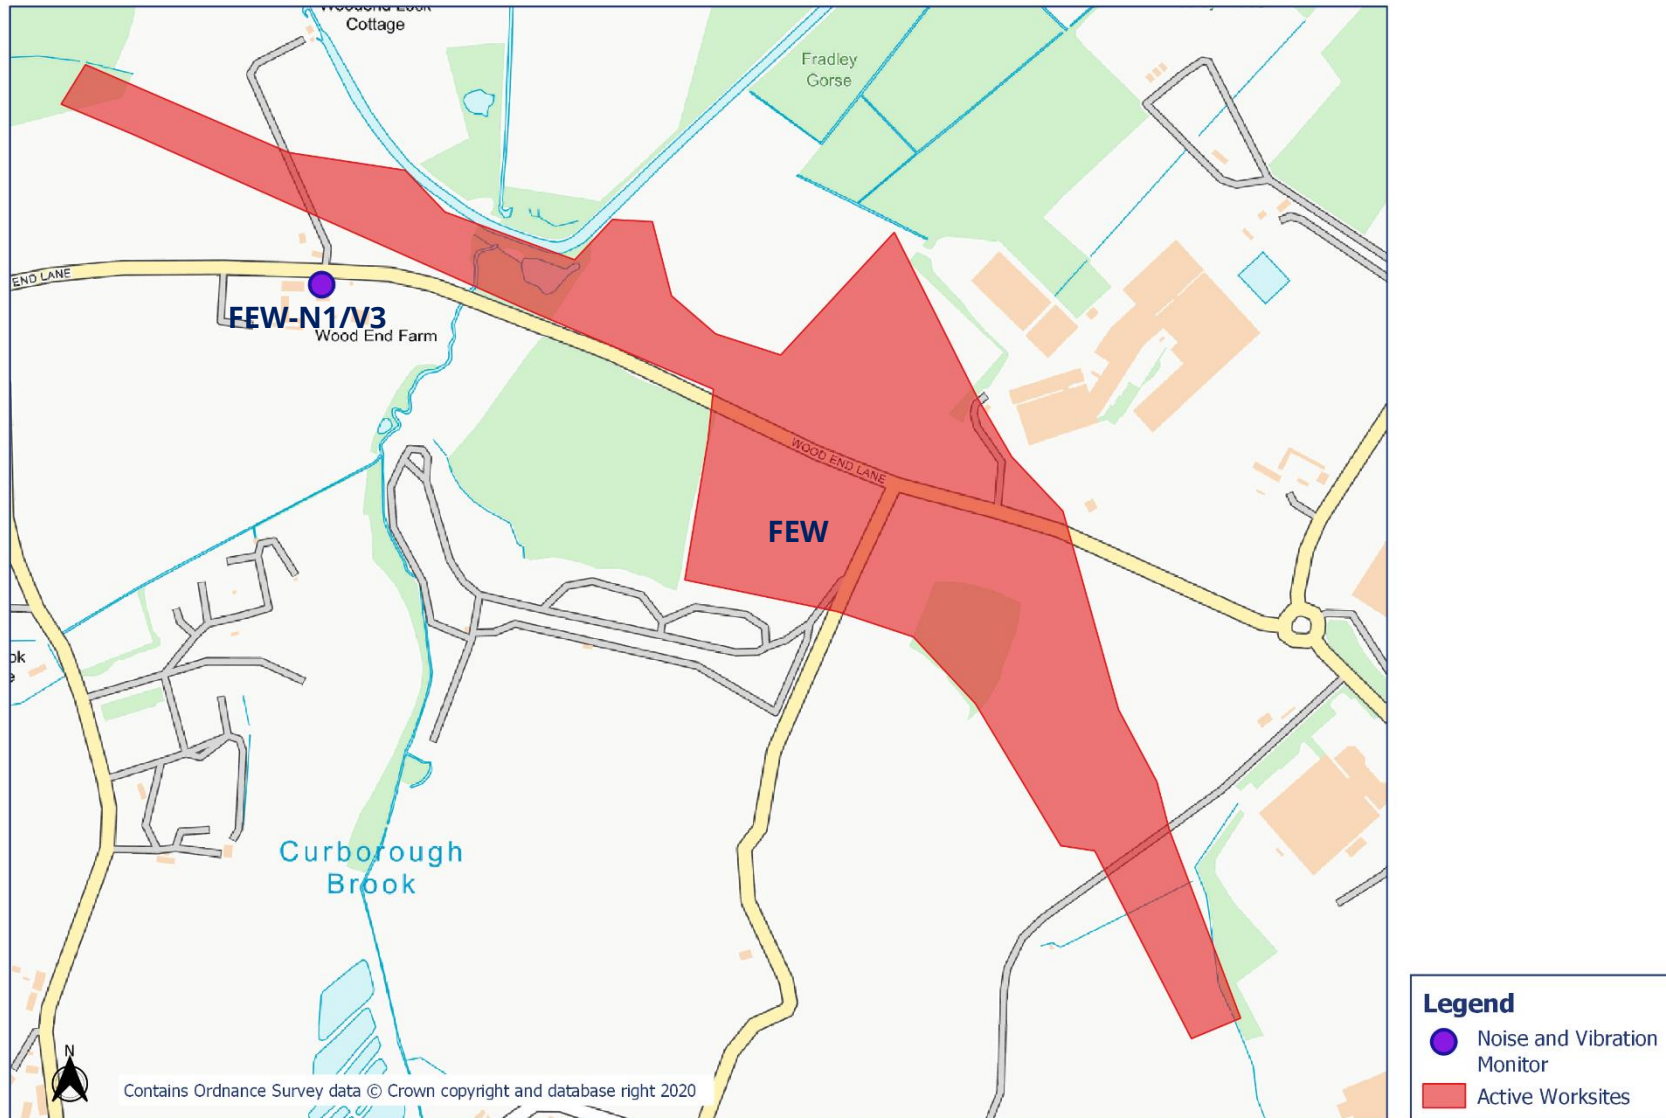 Cottage
Fradley
Gorse
END LANE
FEW-N1/V3
Wood End Farm
WOOD END LANE
FEW
Curborough
Brook
N
Contains Ordnance Survey data © Crown copyright and database right 2020
Legend
Noise and Vibration
Monitor
Active Worksites